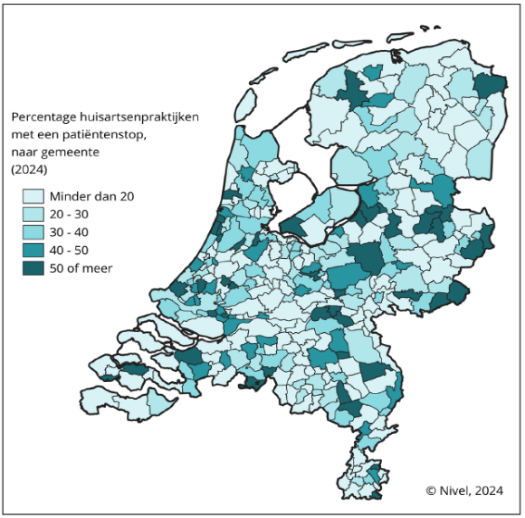 Percentage huisartsenpraktijken
met een patiëntenstop,
naar gemeente
(2024)
Minder dan 20
20 - 30
30 - 40
40 - 50
50 of meer
© Nivel, 2024